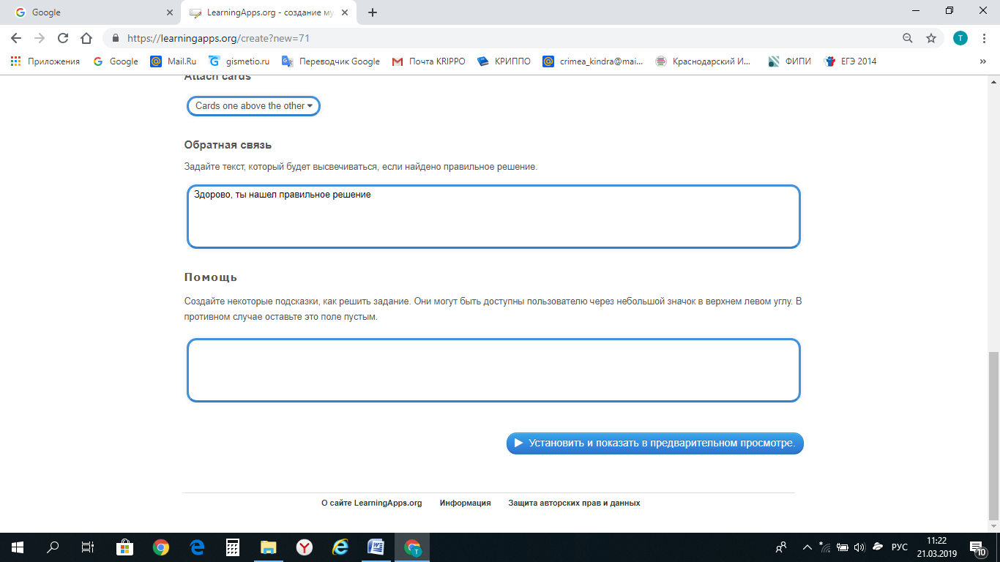 Google
LearningApps.org - создание му
https://learningapps.org/create?new=71
T
Приложения
Google
Mail.Ru
gismetio.ru
Переводчик Google
Почта KRIPPO
КРИППО
crimea_kindra@mai...
Краснодарский И...
ФИПИ
ЕГЭ 2014
»
Attach cards
Cards one above the other
Обратная связь
Задайте текст, который будет высвечиваться, если найдено правильное решение.
Здорово, ты нашел правильное решение
Помощь
Создайте некоторые подсказки, как решить задание. Они могут быть доступны пользователю через небольшой значок в верхнем левом углу. В
противном случае оставьте это поле пустым.
Установить и показать в предварительном просмотре.
О сайте LearningApps.org
Информация
Защита авторских прав и данных
РУС
11:22
21.03.2019
10